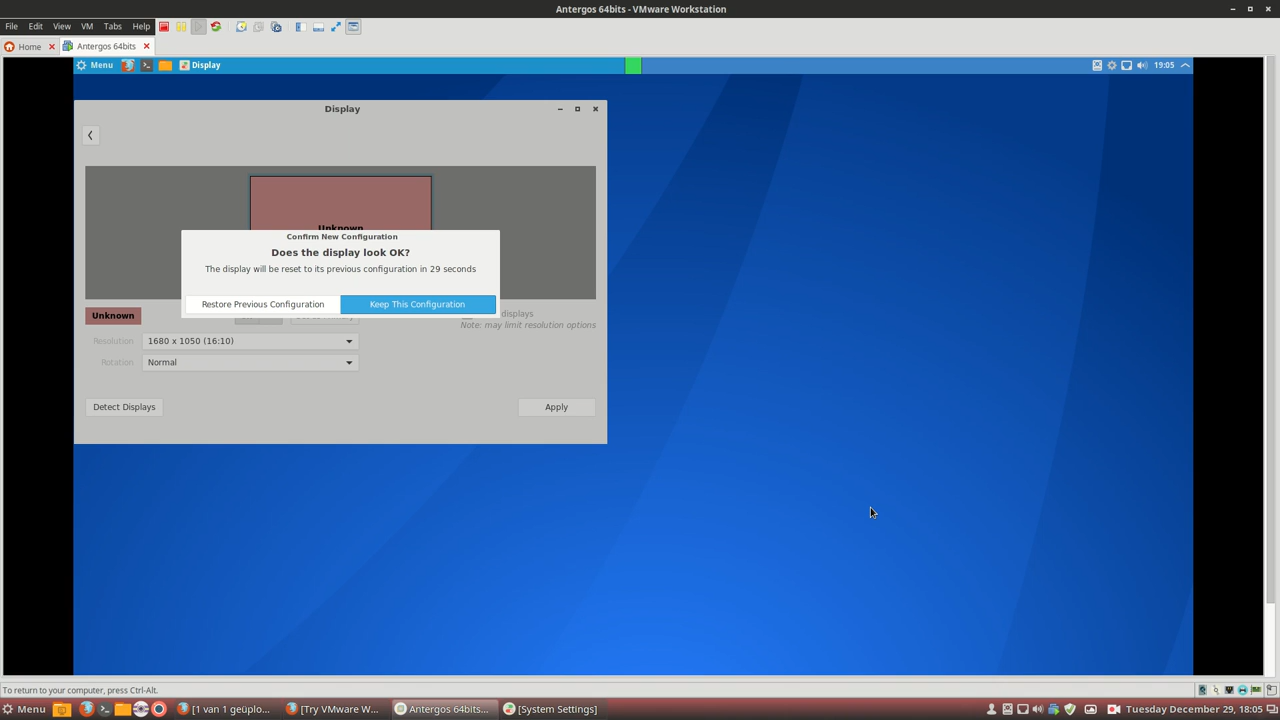 Antergos 64bits - VMware Workstation
File Edit View VM Tabs Help
Home Antergos 64bits
Menu Display 19:05
Display
Unknown
Confirm New Configuration
Does the display look OK?
The display will be reset to its previous configuration in 29 seconds
Restore Previous Configuration Keep This Configuration
Unknown displays
Note: may limit resolution options
Resolution 1680 x 1050 (16:10)
Rotation Normal
Detect Displays Apply
To return to your computer, press Ctrl-Alt.
Menu [1 van 1 geüplo... [Try VMware W... Antergos 64bits... [System Settings] Tuesday December 29, 18:05